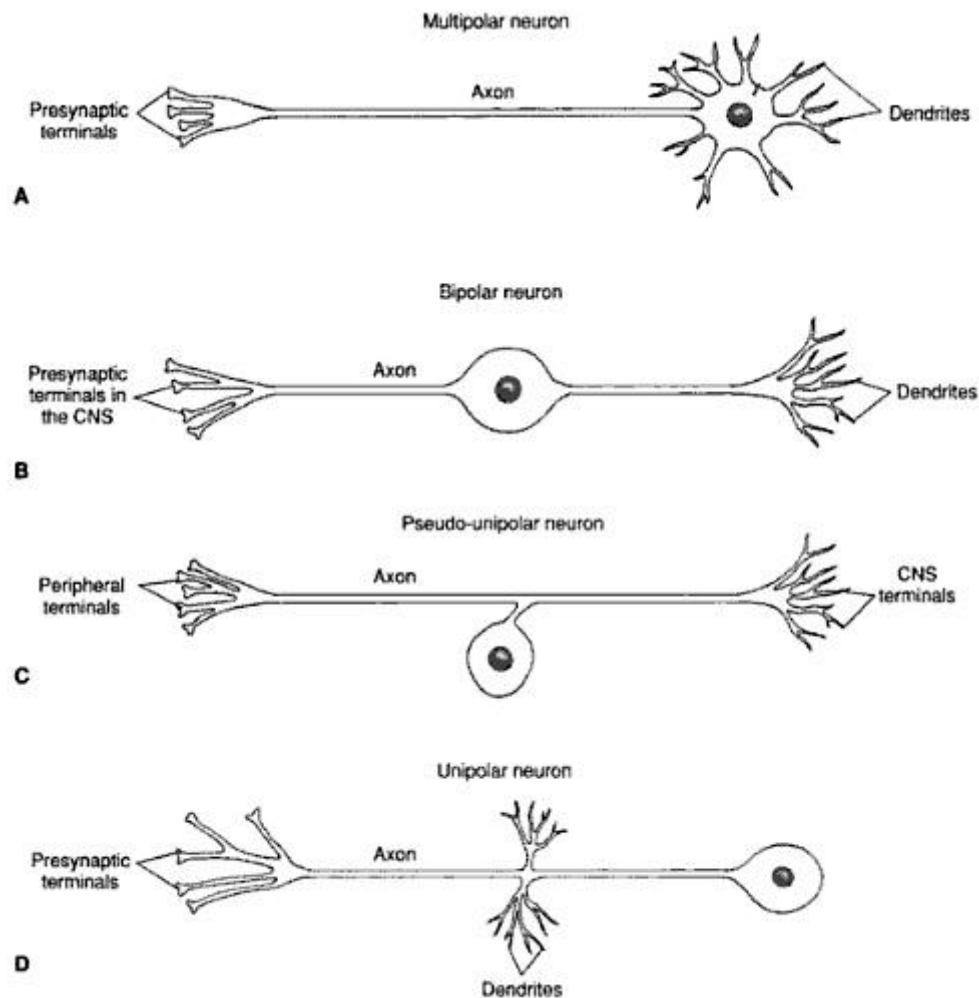 Multipolar neuron
Presynaptic
terminals
Axon
Dendrites
A
Bipolar neuron
Presynaptic
terminals in
the CNS
Axon
Dendrites
B
Pseudo-unipolar neuron
Peripheral
terminals
Axon
CNS
terminals
C
Unipolar neuron
Presynaptic
terminals
Axon
D
Dendrites